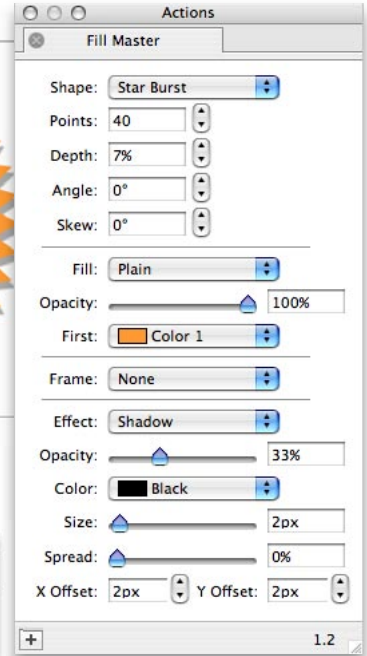 Actions
Fill Master
Shape: Star Burst
Points: 40
Depth: 7%
Angle: 0°
Skew: 0°
Fill: Plain
Opacity: 100%
First: Color 1
Frame: None
Effect: Shadow
Opacity: 33%
Color: Black
Size: 2px
Spread: 0%
X Offset: 2px Y Offset: 2px
1.2